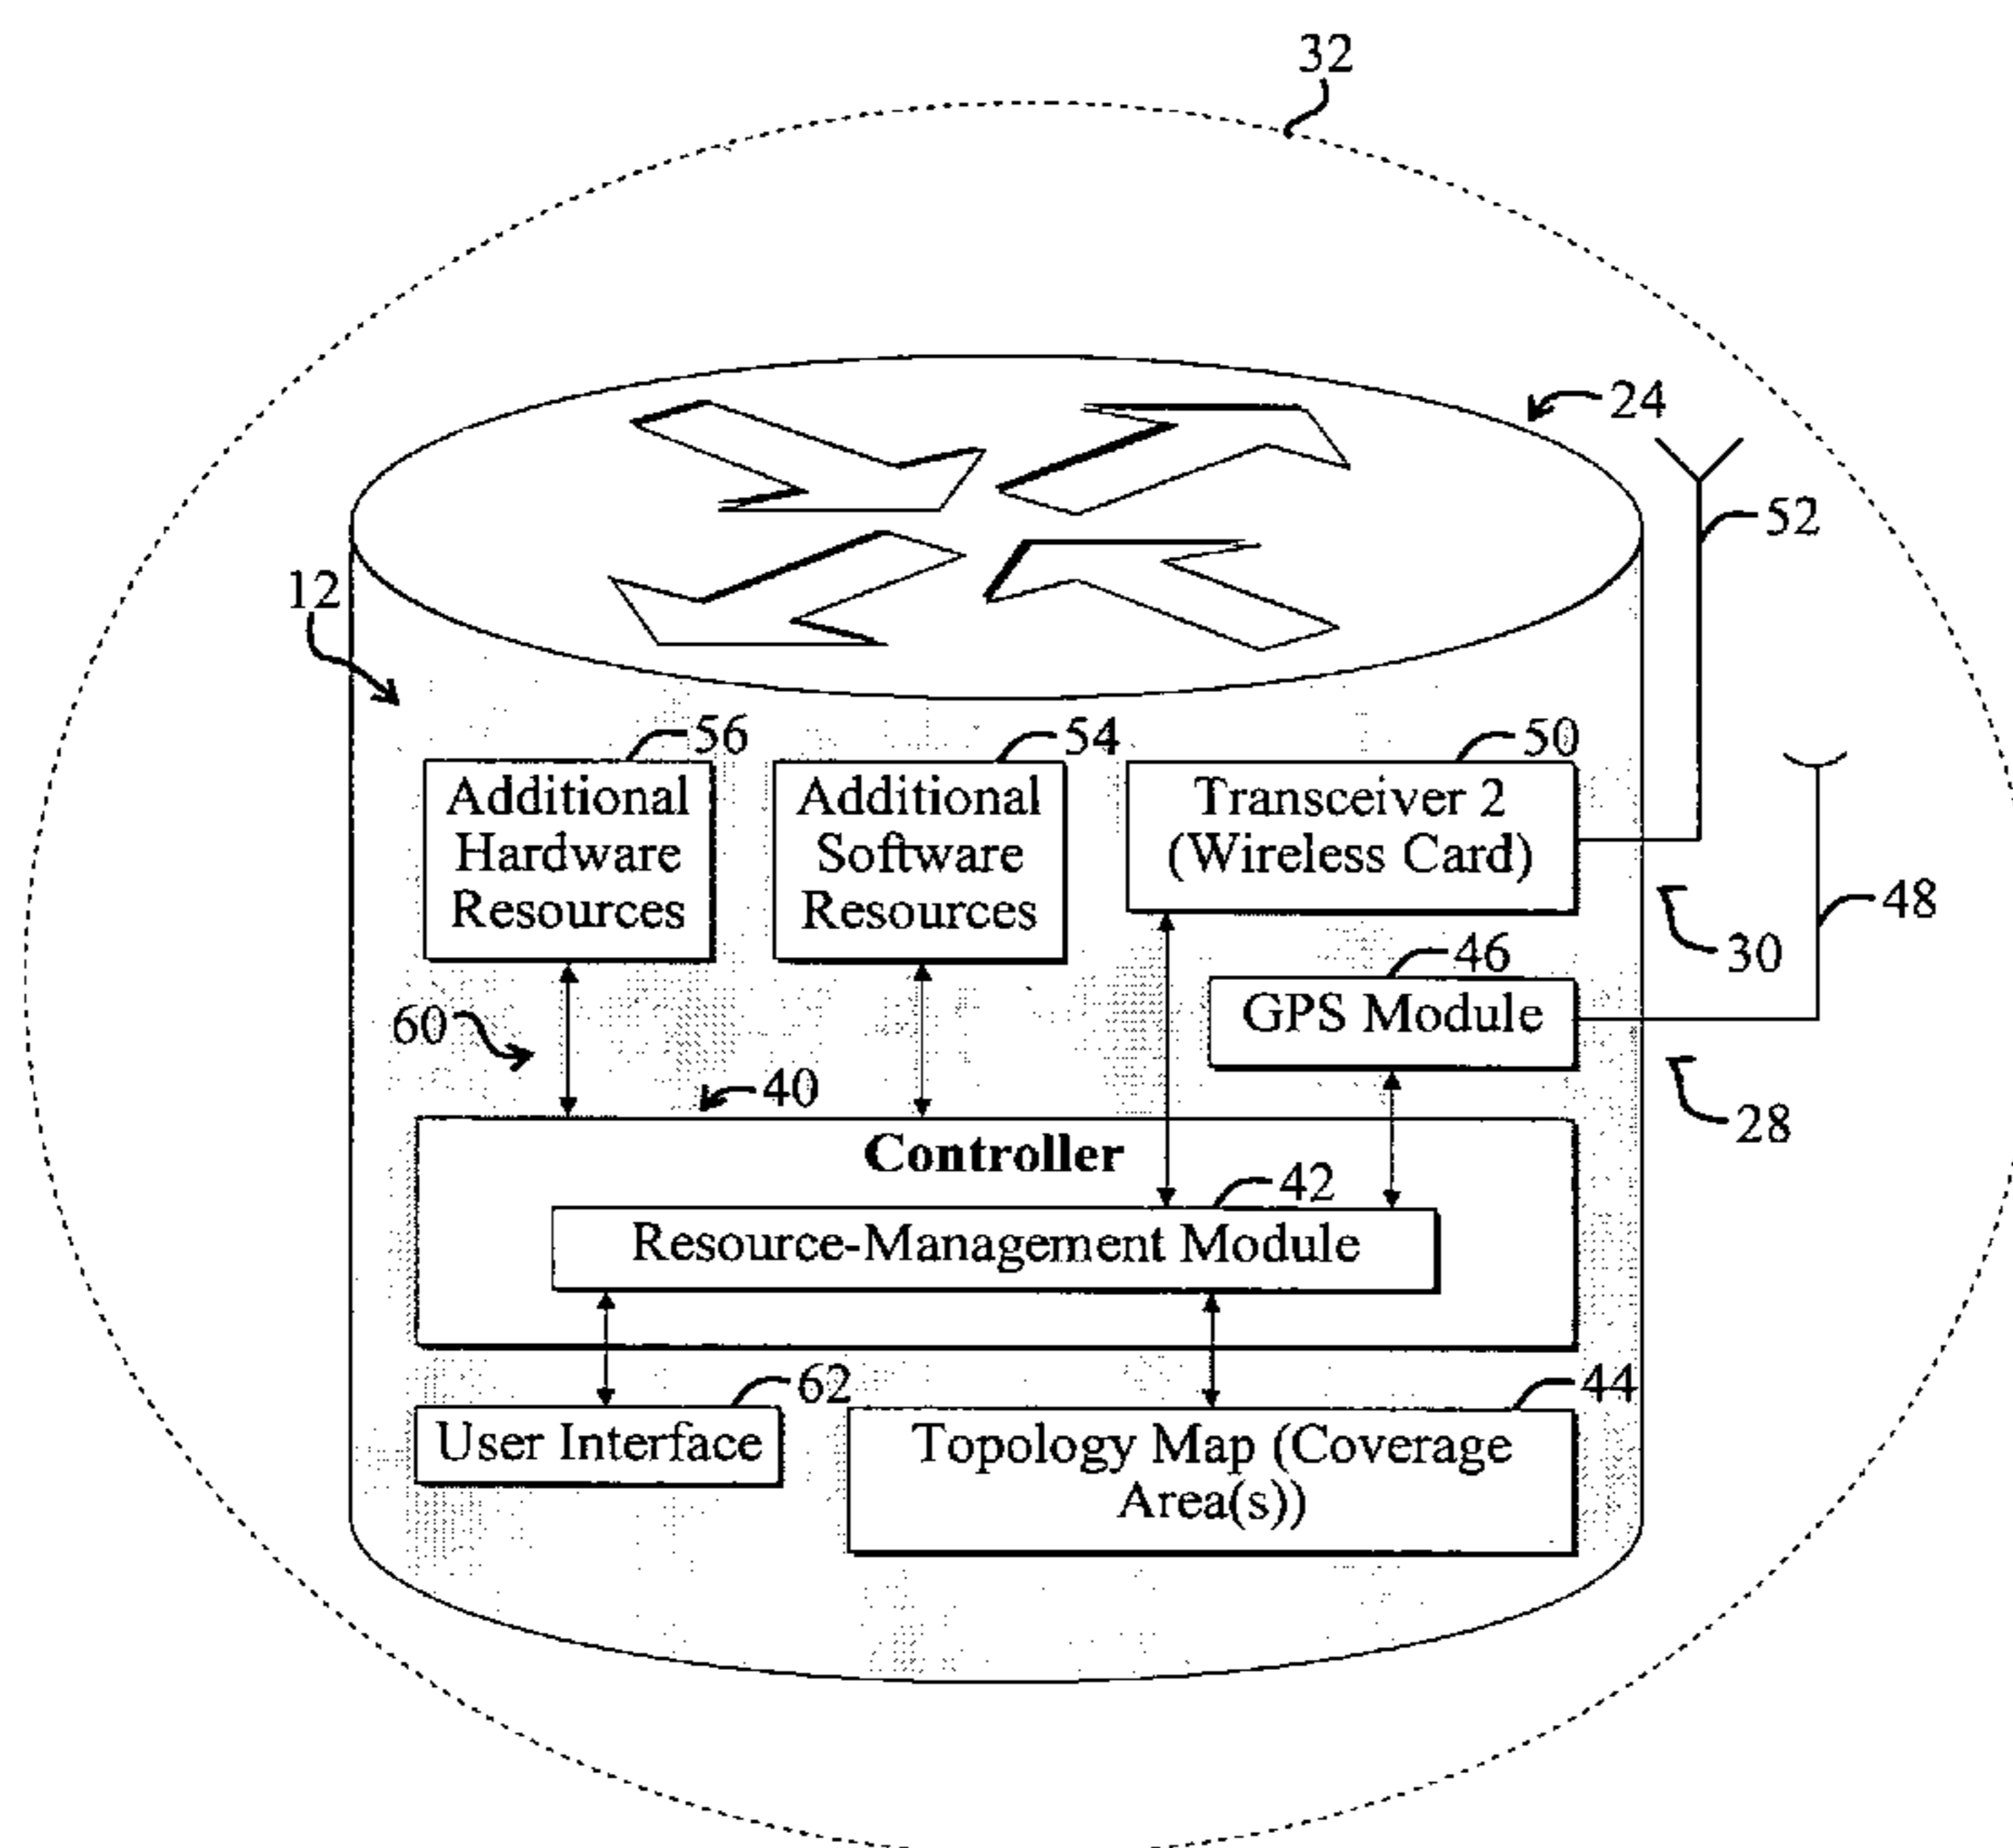 32
24
52
12
56
54
50
Additional
Hardware
Resources
Additional
Software
Resources
Transceiver 2
(Wireless Card)
48
30
46
GPS Module
60
40
28
Controller
42
Resource-Management Module
62
44
User Interface
Topology Map (Coverage
Area(s))